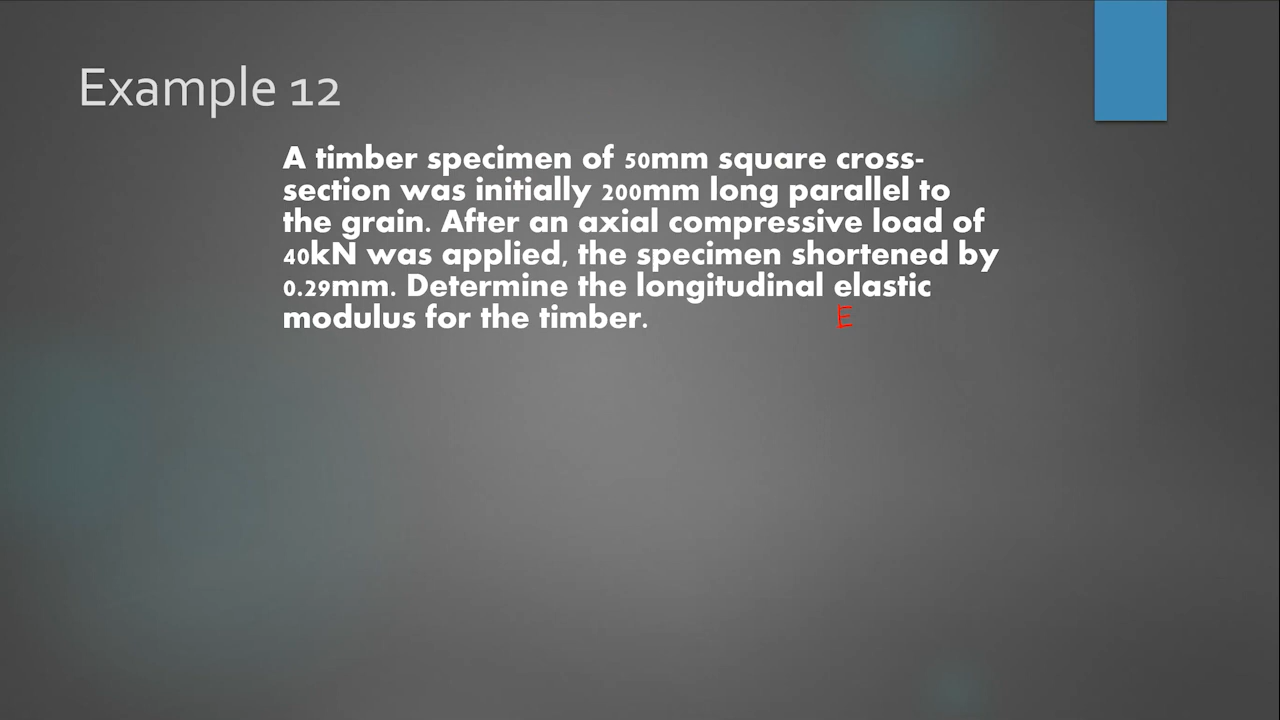 Example 12
A timber specimen of 50mm square cross-
section was initially 200mm long parallel to
the grain. After an axial compressive load of
40kN was applied, the specimen shortened by
0.29mm. Determine the longitudinal elastic
modulus for the timber.
E